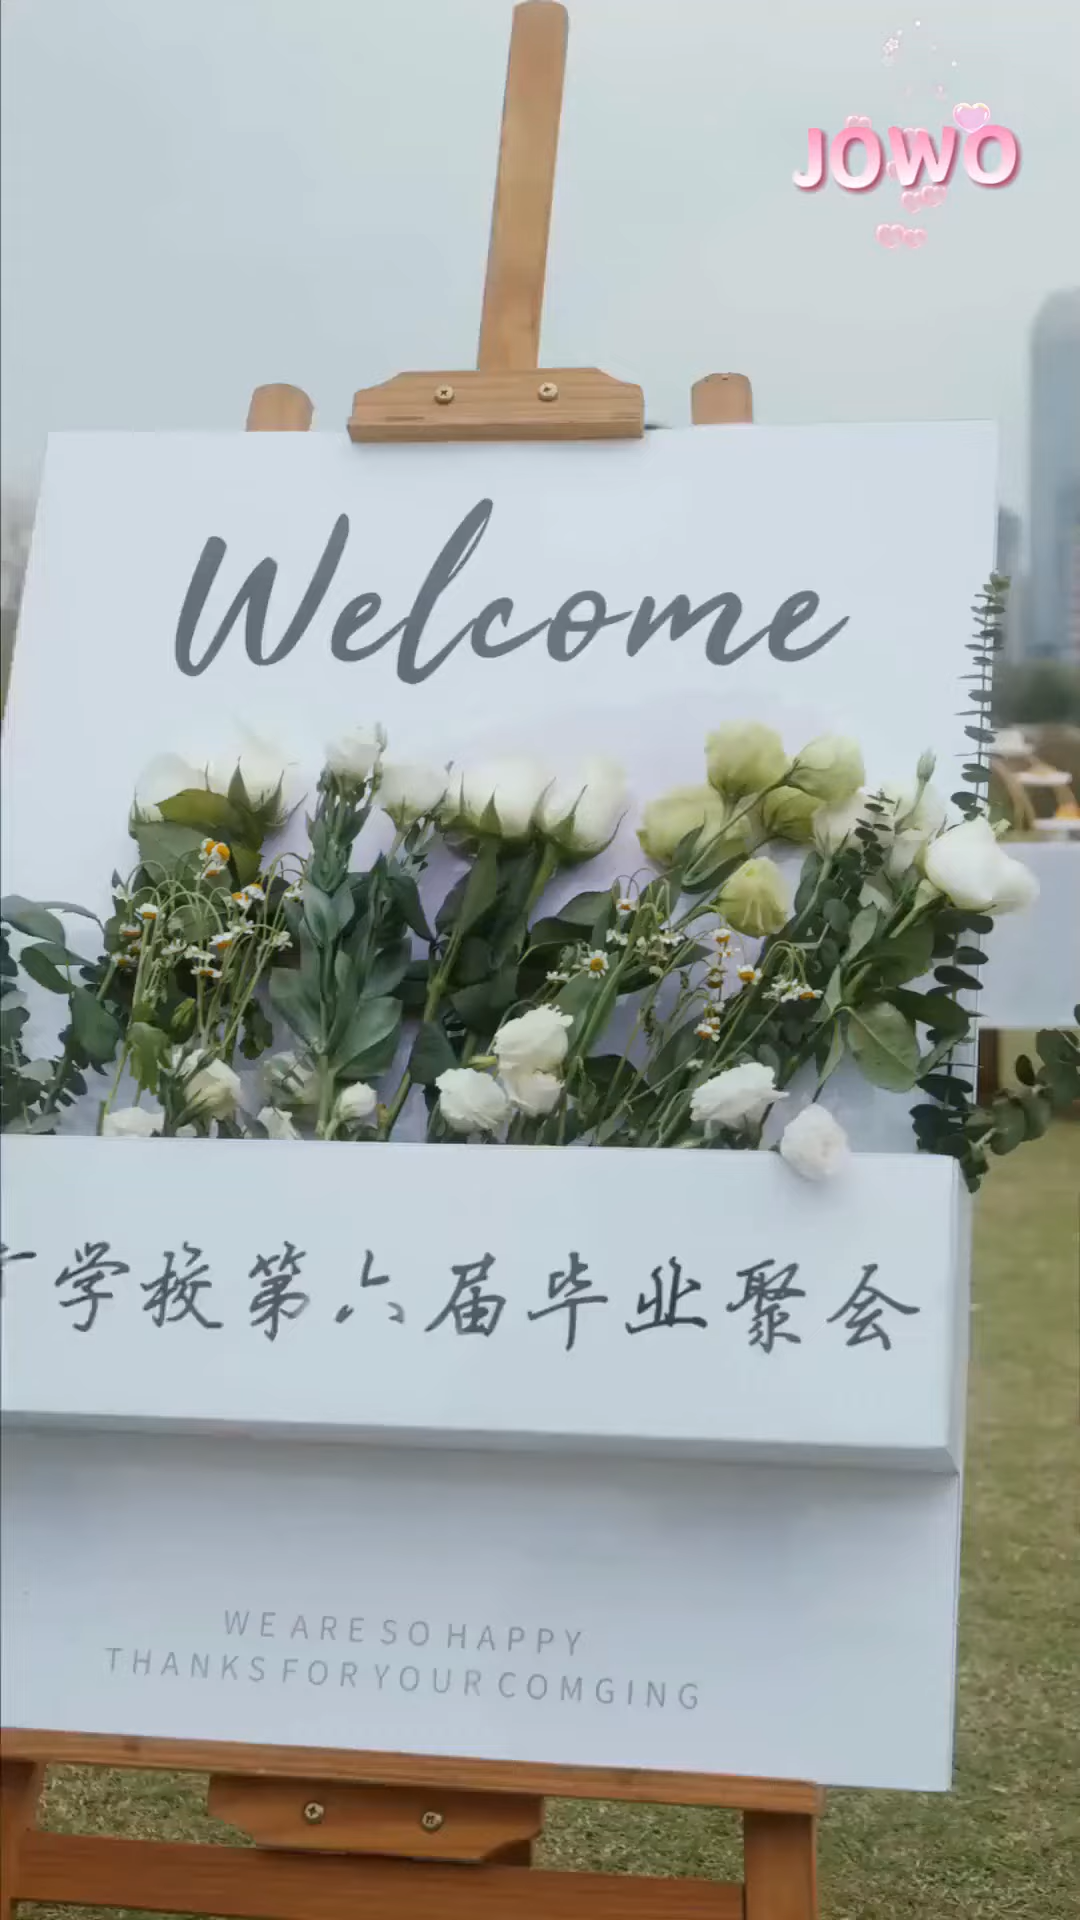 JOWO
Welcome
学校第六届毕业聚会
WE ARE SO HAPPY
THANKS FOR YOUR COMGING